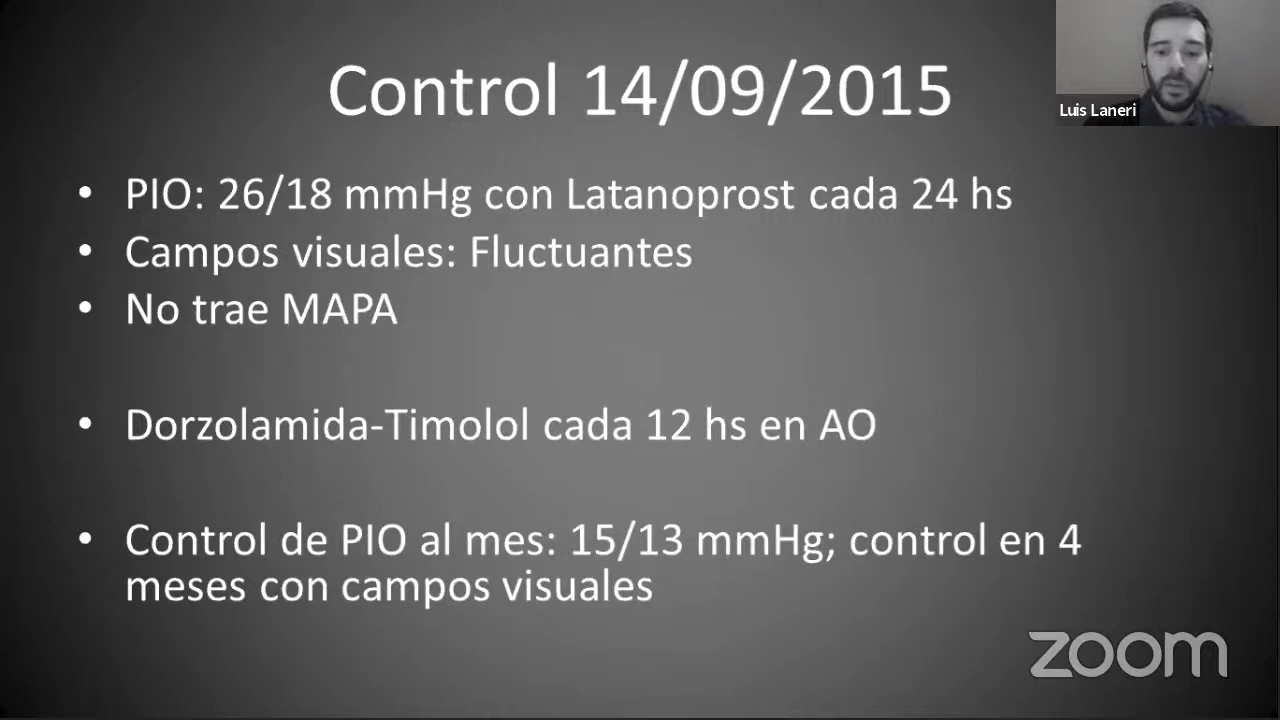 Control 14/09/2015
Luis Laneri
• PIO: 26/18 mmHg con Latanoprost cada 24 hs
• Campos visuales: Fluctuantes
• No trae MAPA
• Dorzolamida-Timolol cada 12 hs en AO
• Control de PIO al mes: 15/13 mmHg; control en 4
meses con campos visuales
zoom